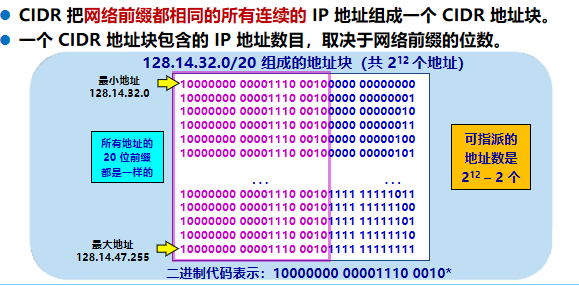 CIDR 把网络前缀都相同的所有连续的 IP 地址组成一个 CIDR 地址块。
一个 CIDR 地址块包含的 IP 地址数目，取决于网络前缀的位数。
128.14.32.0/20 组成的地址块（共 2¹² 个地址）
最小地址
128.14.32.0
10000000 00001110 00100000 00000000
10000000 00001110 00100000 00000001
10000000 00001110 00100000 00000010
10000000 00001110 00100000 00000011
10000000 00001110 00100000 00000100
10000000 00001110 00100000 00000101
所有地址的
20 位前缀
都是一样的
... ...
可指派的
地址数是
2¹² – 2 个
10000000 00001110 00101111 11111011
10000000 00001110 00101111 11111100
10000000 00001110 00101111 11111101
10000000 00001110 00101111 11111110
10000000 00001110 00101111 11111111
最大地址
128.14.47.255
二进制代码表示：10000000 00001110 0010*